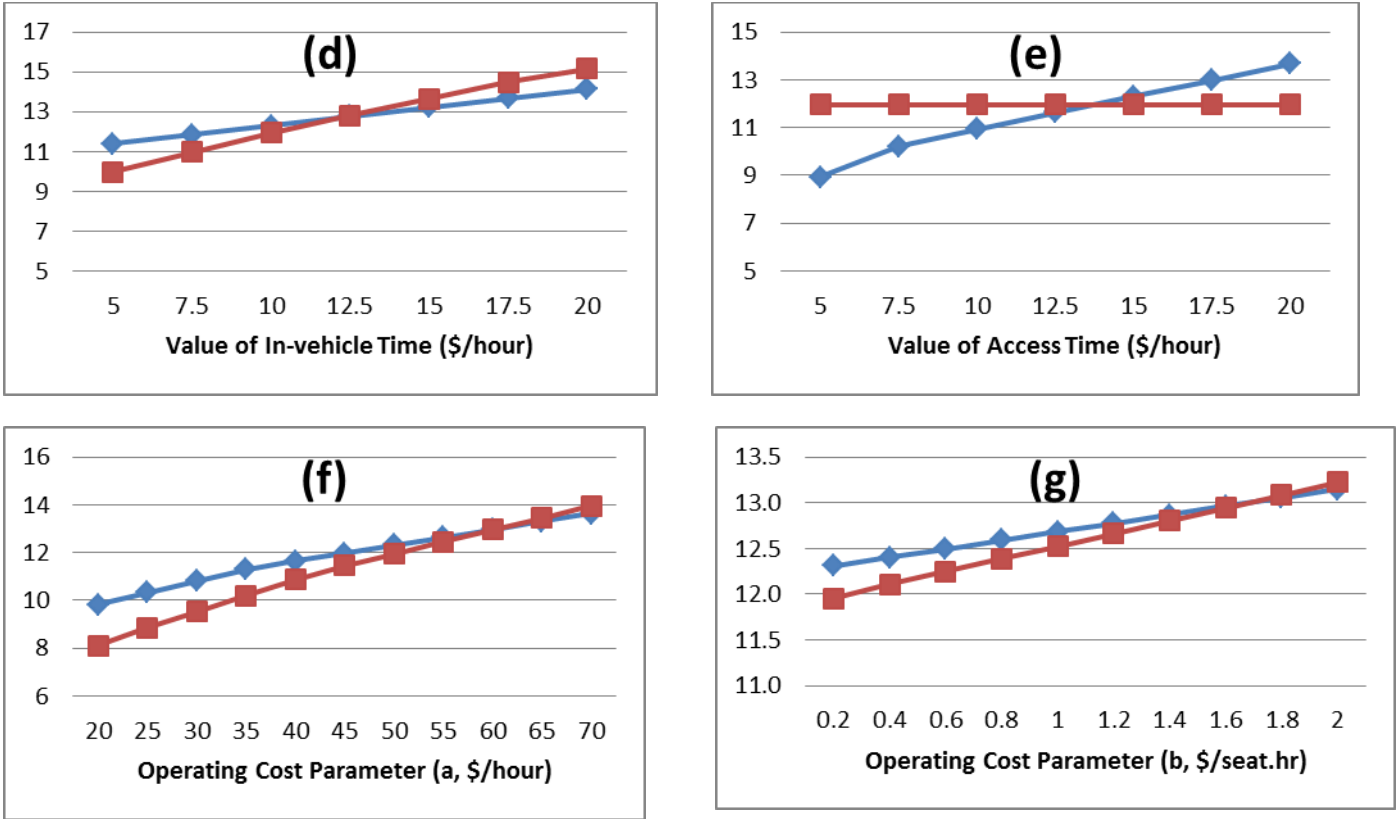 (d)
17
15
13
11
9
7
5
5 7.5 10 12.5 15 17.5 20
Value of In-vehicle Time ($/hour)
(e)
15
13
11
9
7
5
5 7.5 10 12.5 15 17.5 20
Value of Access Time ($/hour)
(f)
16
14
12
10
8
6
20 25 30 35 40 45 50 55 60 65 70
Operating Cost Parameter (a, $/hour)
(g)
13.5
13.0
12.5
12.0
11.5
11.0
0.2 0.4 0.6 0.8 1 1.2 1.4 1.6 1.8 2
Operating Cost Parameter (b, $/seat.hr)